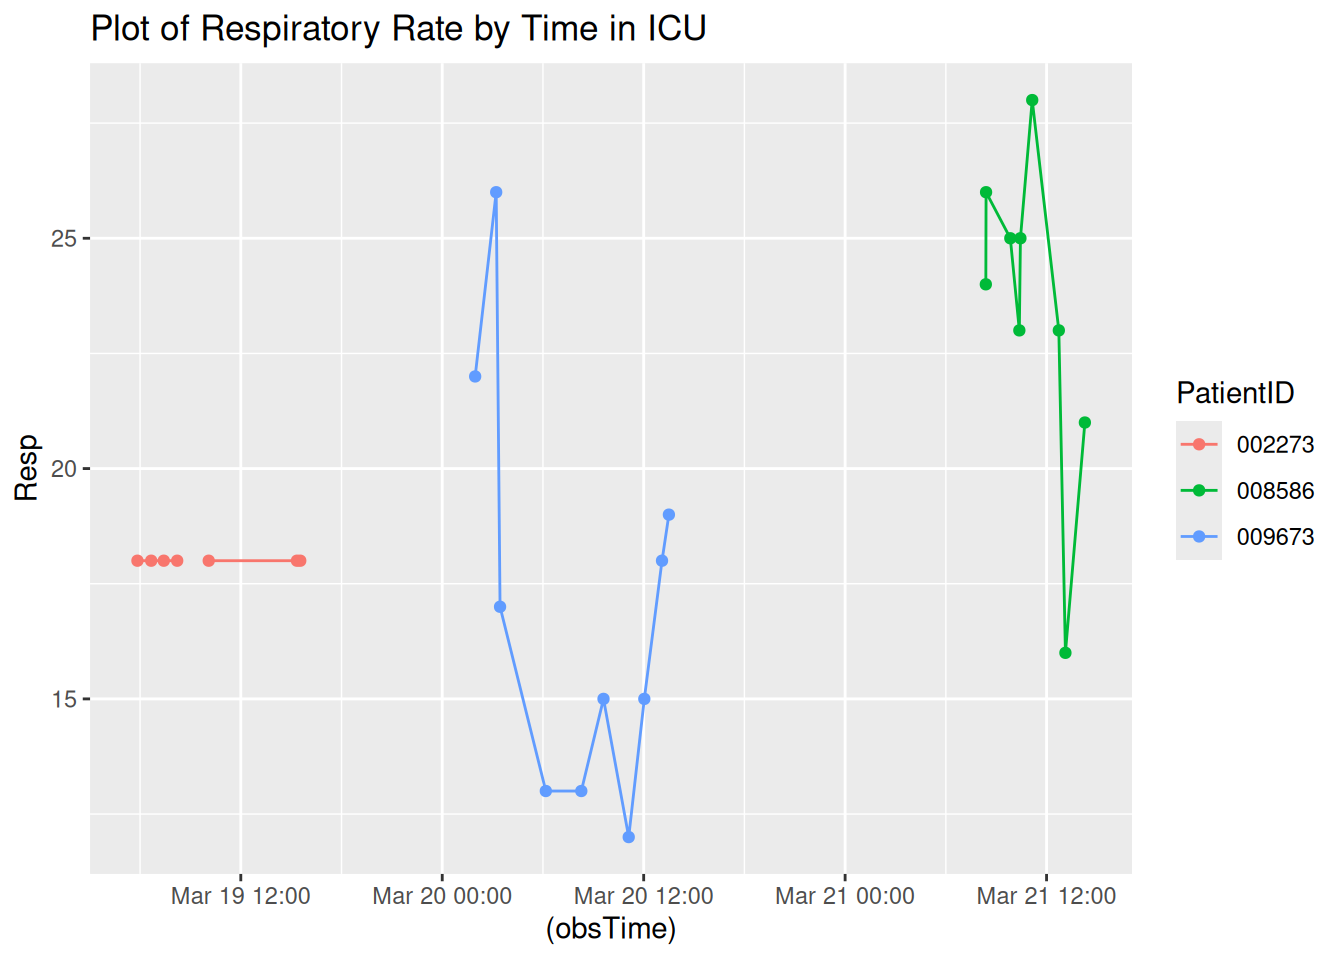 Plot of Respiratory Rate by Time in ICU
25
20
15
Resp
Mar 19 12:00
Mar 20 00:00
Mar 20 12:00
Mar 21 00:00
Mar 21 12:00
(obsTime)
PatientID
002273
008586
009673